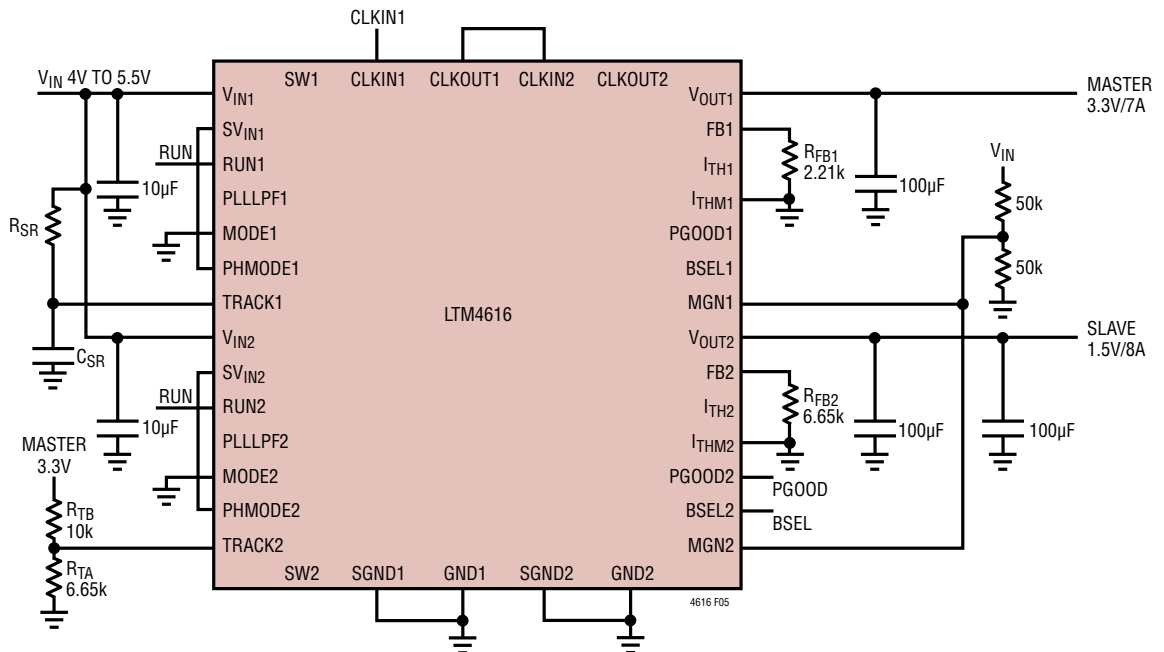 CLKIN1
V_IN 4V TO 5.5V
SW1 CLKIN1 CLKOUT1 CLKIN2 CLKOUT2
V_IN1
SV_IN1
RUN
RUN1
10µF
PLLLPF1
R_SR
MODE1
PHMODE1
TRACK1
V_IN2
C_SR
SV_IN2
RUN
RUN2
10µF
PLLLPF2
MASTER
3.3V
MODE2
R_TB
10k
PHMODE2
TRACK2
R_TA
6.65k
LTM4616
SW2 SGND1 GND1 SGND2 GND2
V_OUT1
MASTER
3.3V/7A
FB1
R_FB1
2.21k
I_TH1
V_IN
100µF
I_THM1
50k
PGOOD1
BSEL1
50k
MGN1
V_OUT2
SLAVE
1.5V/8A
FB2
R_FB2
6.65k
I_TH2
100µF
100µF
I_THM2
PGOOD2
PGOOD
BSEL2
BSEL
MGN2
4616 F05